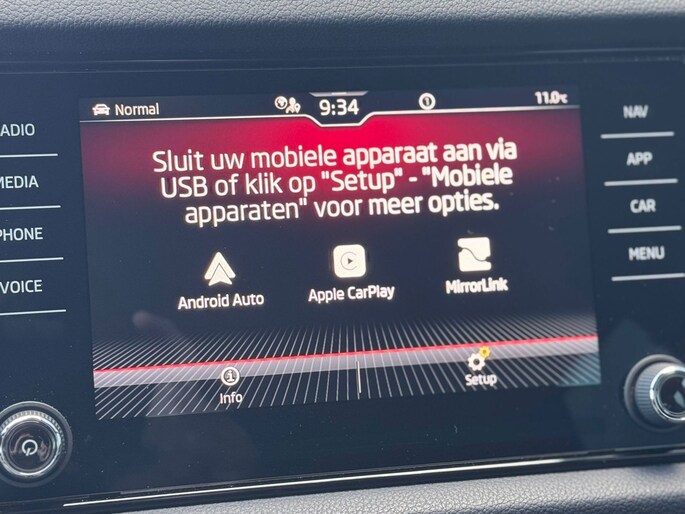 Normal
9:34
11.0°C
ADIO
MEDIA
PHONE
VOICE
NAV
APP
CAR
MENU
Sluit uw mobiele apparaat aan via
USB of klik op "Setup" - "Mobiele
apparaten" voor meer opties.
Android Auto
Apple CarPlay
MirrorLink
Info
Setup